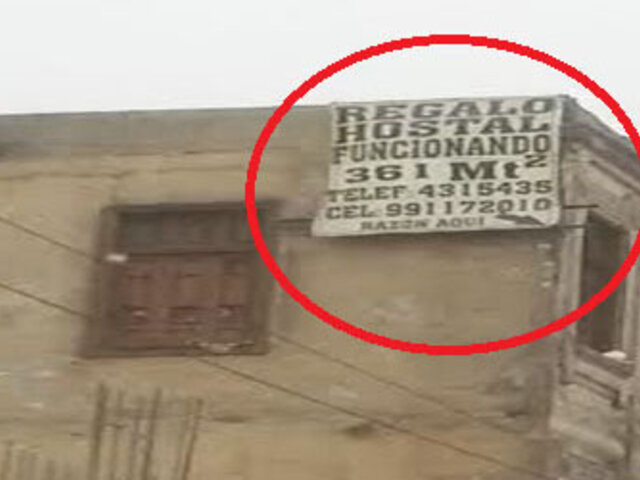 REGALO
HOSTAL
FUNCIONANDO
361 Mt²
TELEF. 4315435
CEL. 991172010
RAZON AQUI